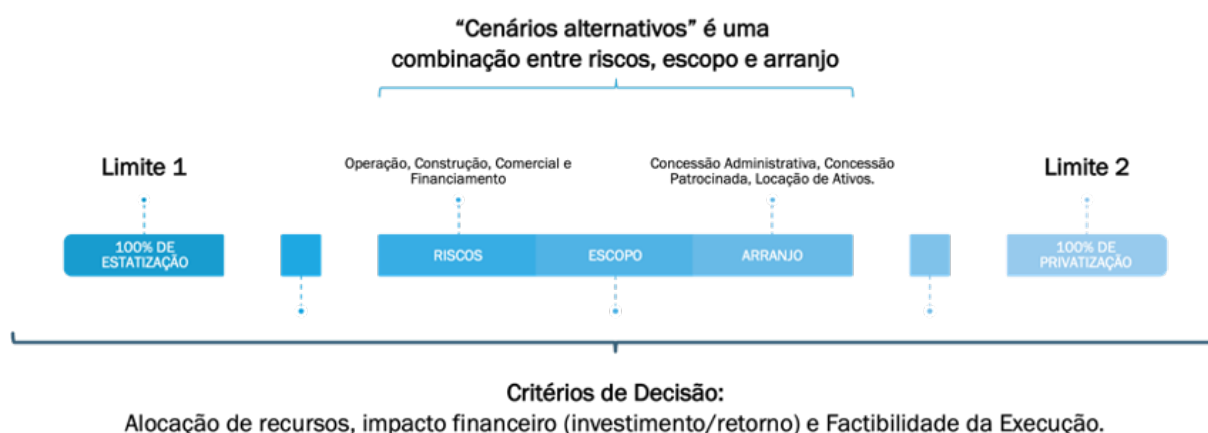 “Cenários alternativos” é uma
combinação entre riscos, escopo e arranjo
Limite 1
Operação, Construção, Comercial e
Financiamento
Concessão Administrativa, Concessão
Patrocinada, Locação de Ativos.
Limite 2
100% DE
ESTATIZAÇÃO
RISCOS
ESCOPO
ARRANJO
100% DE
PRIVATIZAÇÃO
Critérios de Decisão:
Alocação de recursos, impacto financeiro (investimento/retorno) e Factibilidade da Execução.